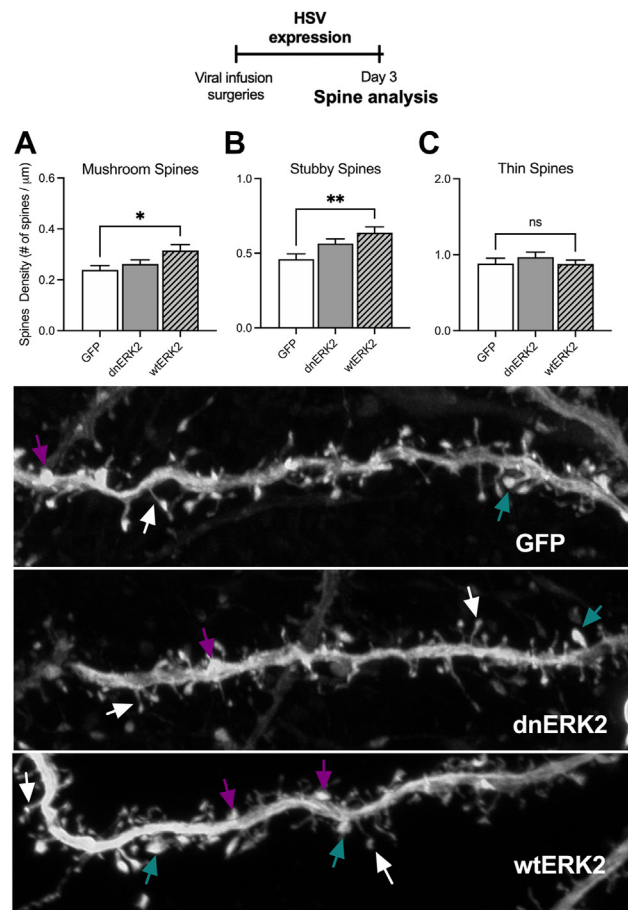 HSV
expression
Viral infusion
surgeries
Day 3
Spine analysis
A
Mushroom Spines
Spines Density (# of spines / μm)
0.6
0.4
0.2
0.0
*
GFP
dnERK2
wtERK2
B
Stubby Spines
1.0
0.5
0.0
**
GFP
dnERK2
wtERK2
C
Thin Spines
2.0
1.0
0.0
ns
GFP
dnERK2
wtERK2
GFP
dnERK2
wtERK2